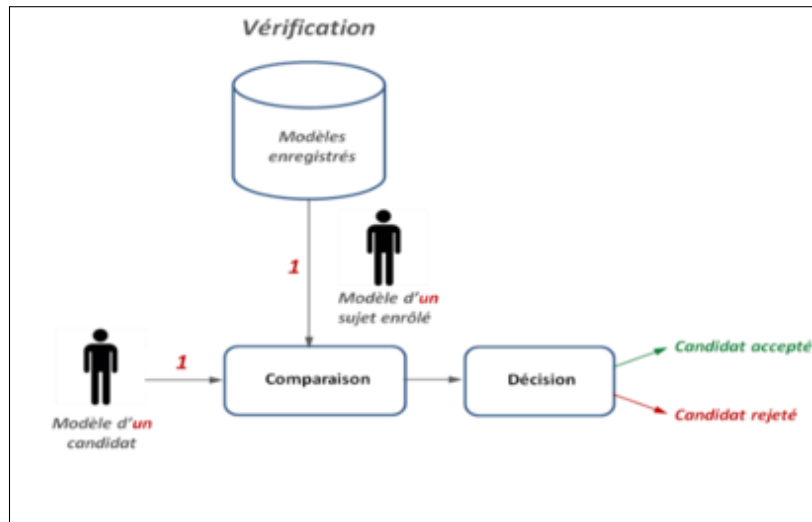 Vérification
Modèles
enregistrés
1
Modèle d'un
sujet enrôlé
1
Modèle d'un
candidat
Comparaison
Décision
Candidat accepté
Candidat rejeté